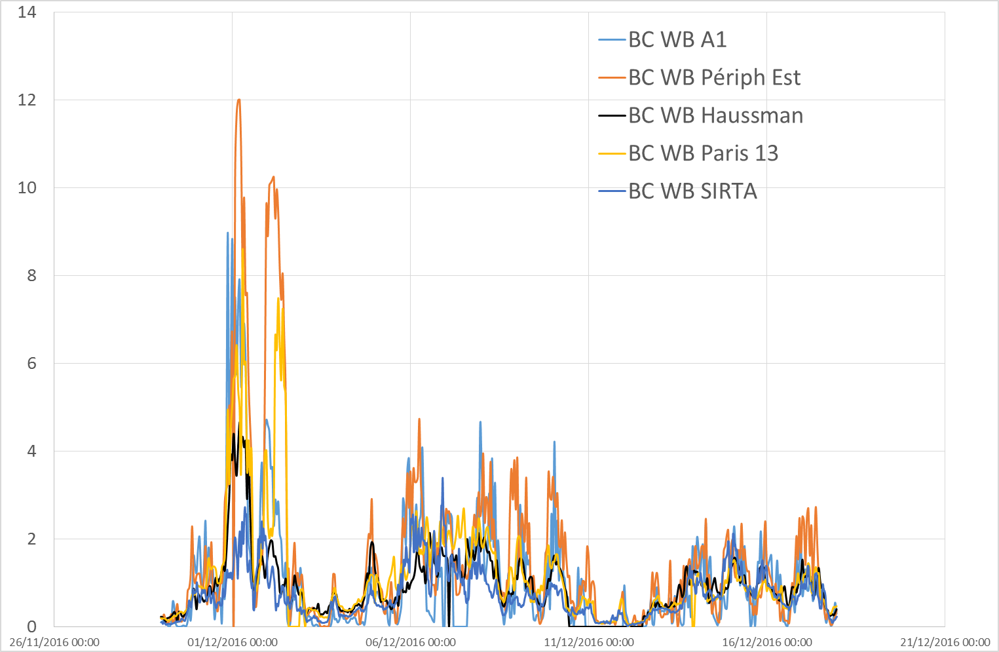 14
BC WB A1
BC WB Périph Est
12
BC WB Haussman
BC WB Paris 13
10
BC WB SIRTA
8
6
4
2
0
26/11/2016 00:00 01/12/2016 00:00 06/12/2016 00:00 11/12/2016 00:00 16/12/2016 00:00 21/12/2016 00:00